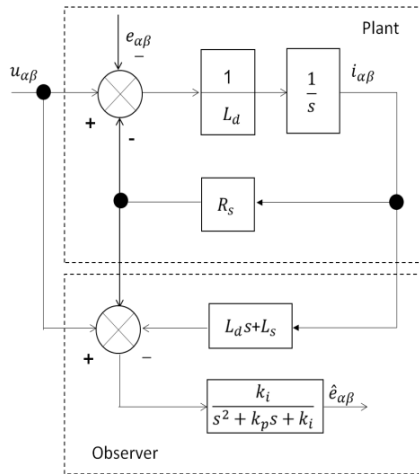 Plant
e_{αβ}
−
u_{αβ}
1
L_d
1
s
i_{αβ}
+
-
R_s
L_d s+L_s
+
−
k_i
s^2 + k_p s + k_i
ê_{αβ}
Observer